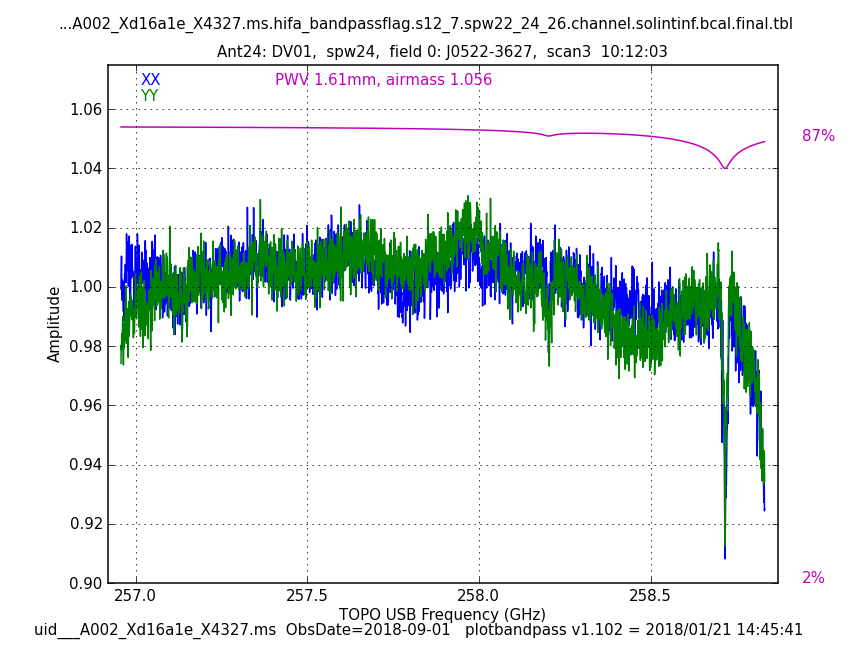 ...A002_Xd16a1e_X4327.ms.hifa_bandpassflag.s12_7.spw22_24_26.channel.solintinf.bcal.final.tbl
Ant24: DV01, spw24, field 0: J0522-3627, scan3 10:12:03
XX
PWV 1.61mm, airmass 1.056
YY
1.06
87%
1.04
1.02
1.00
Amplitude
0.98
0.96
0.94
0.92
0.90
2%
257.0 257.5 258.0 258.5
TOPO USB Frequency (GHz)
uid___A002_Xd16a1e_X4327.ms ObsDate=2018-09-01 plotbandpass v1.102 = 2018/01/21 14:45:41